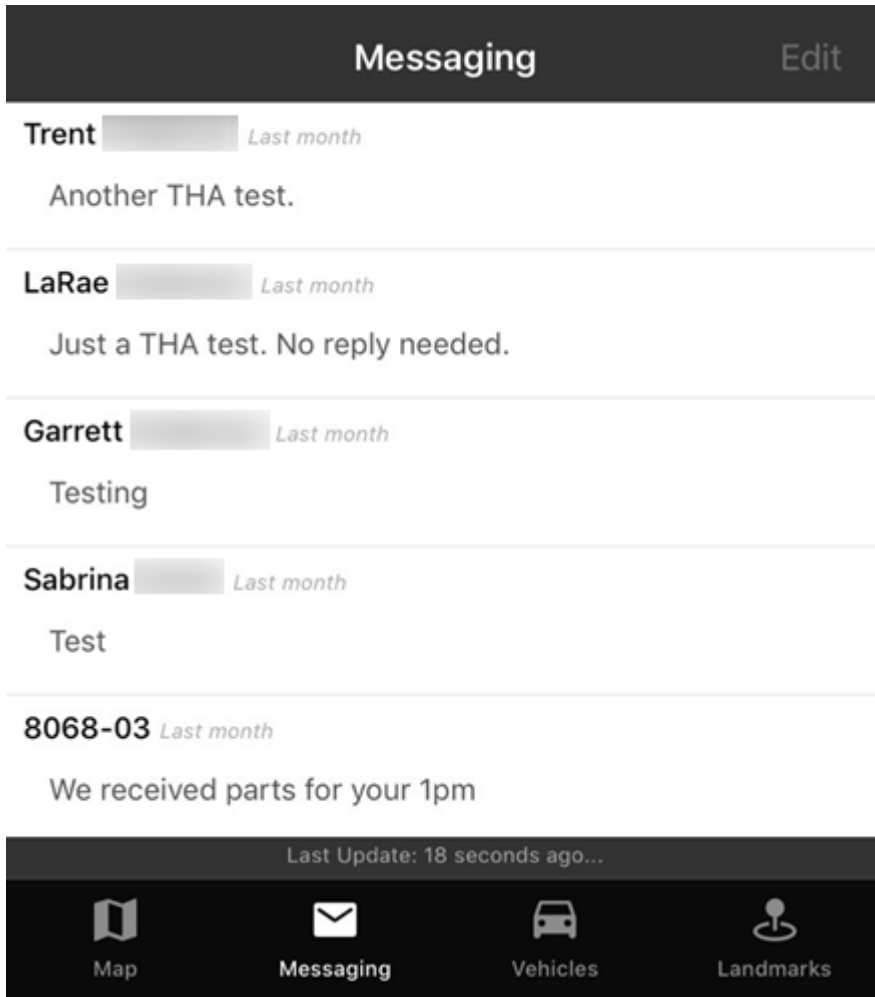 Messaging Edit
Trent Last month
Another THA test.
LaRae Last month
Just a THA test. No reply needed.
Garrett Last month
Testing
Sabrina Last month
Test
8068-03 Last month
We received parts for your 1pm
Last Update: 18 seconds ago...
Map Messaging Vehicles Landmarks